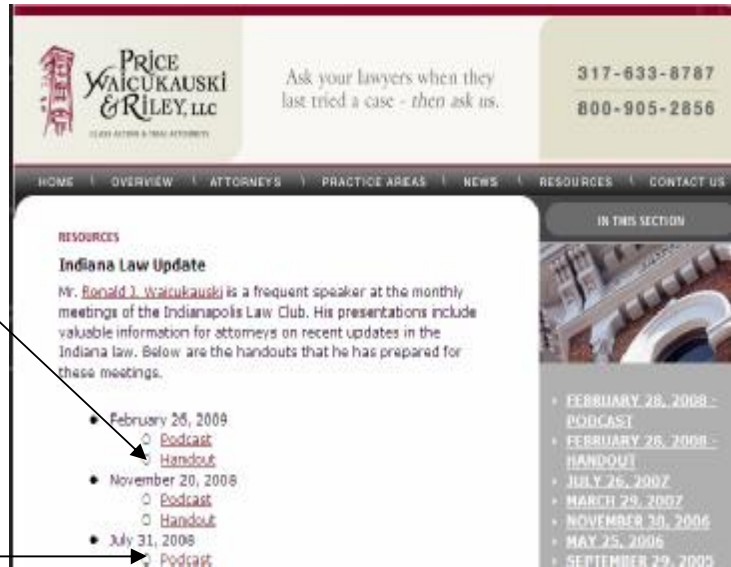 PRICE
WAICUKAUSKI
& RILEY, LLC
CLASS ACTION & TRIAL ATTORNEYS
Ask your lawyers when they
last tried a case - then ask us.
317-633-8787
800-905-2856
HOME OVERVIEW ATTORNEYS PRACTICE AREAS NEWS RESOURCES CONTACT US
RESOURCES
Indiana Law Update
Mr. Ronald J. Waicukauski is a frequent speaker at the monthly
meetings of the Indianapolis Law Club. His presentations include
valuable information for attorneys on recent updates in the
Indiana law. Below are the handouts that he has prepared for
these meetings.
February 26, 2009
Podcast
Handout
November 20, 2008
Podcast
Handout
July 31, 2008
Podcast
IN THIS SECTION
FEBRUARY 28, 2008 -
PODCAST
FEBRUARY 28, 2008 -
HANDOUT
JULY 26, 2007
MARCH 29, 2007
NOVEMBER 30, 2006
MAY 25, 2006
SEPTEMBER 29, 2005